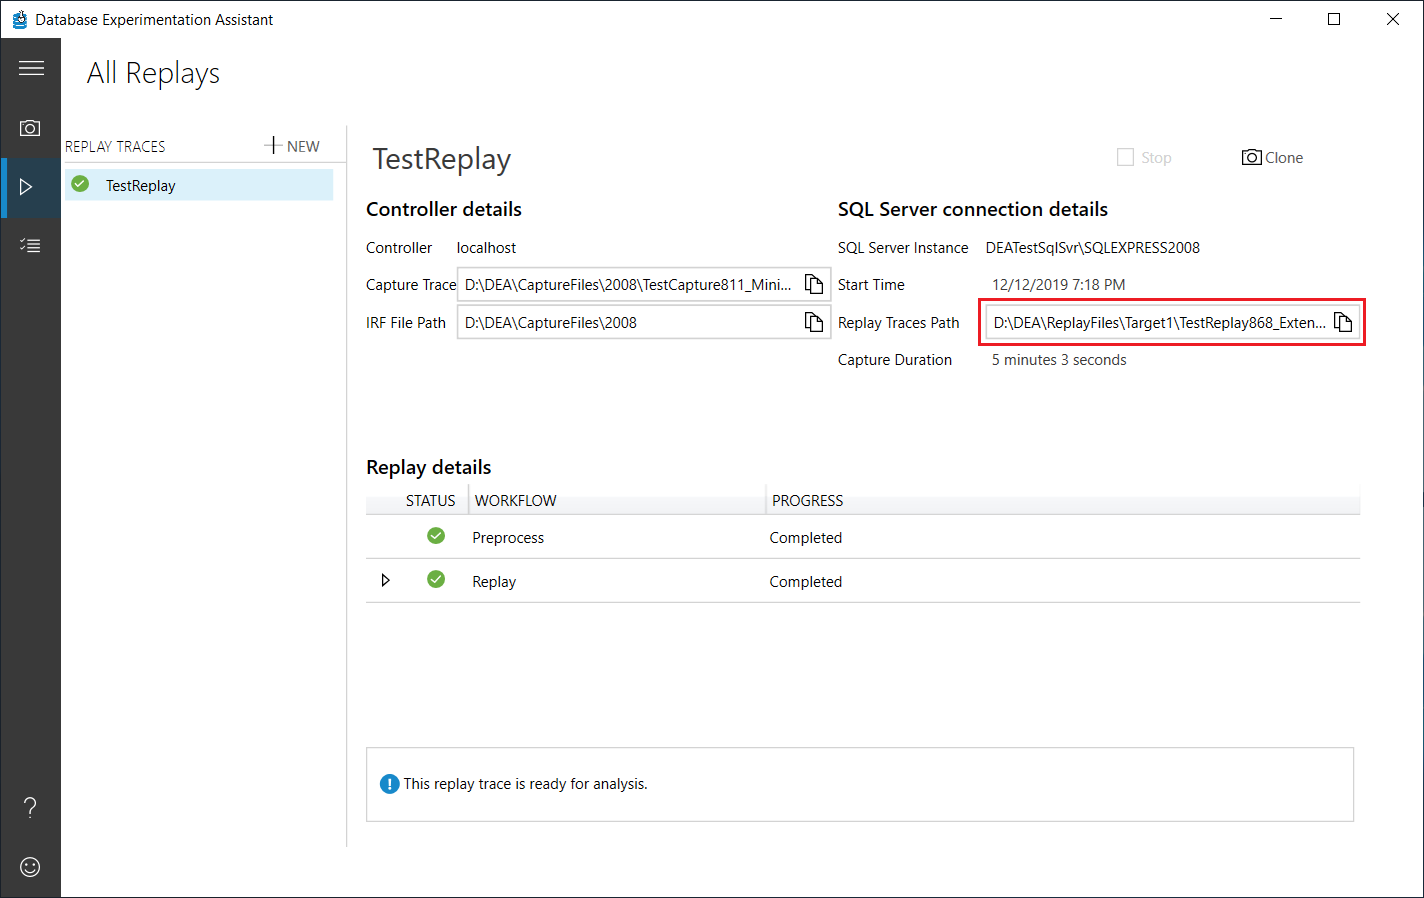 Database Experimentation Assistant
All Replays
REPLAY TRACES
NEW
TestReplay
TestReplay
Stop
Clone
Controller details
Controller localhost
Capture Trace D:\DEA\CaptureFiles\2008\TestCapture811_Mini...
IRF File Path D:\DEA\CaptureFiles\2008
SQL Server connection details
SQL Server Instance DEATestSqlSvr\SQLEXPRESS2008
Start Time 12/12/2019 7:18 PM
Replay Traces Path D:\DEA\ReplayFiles\Target1\TestReplay868_Exten...
Capture Duration 5 minutes 3 seconds
Replay details
STATUS WORKFLOW PROGRESS
Preprocess Completed
Replay Completed
This replay trace is ready for analysis.